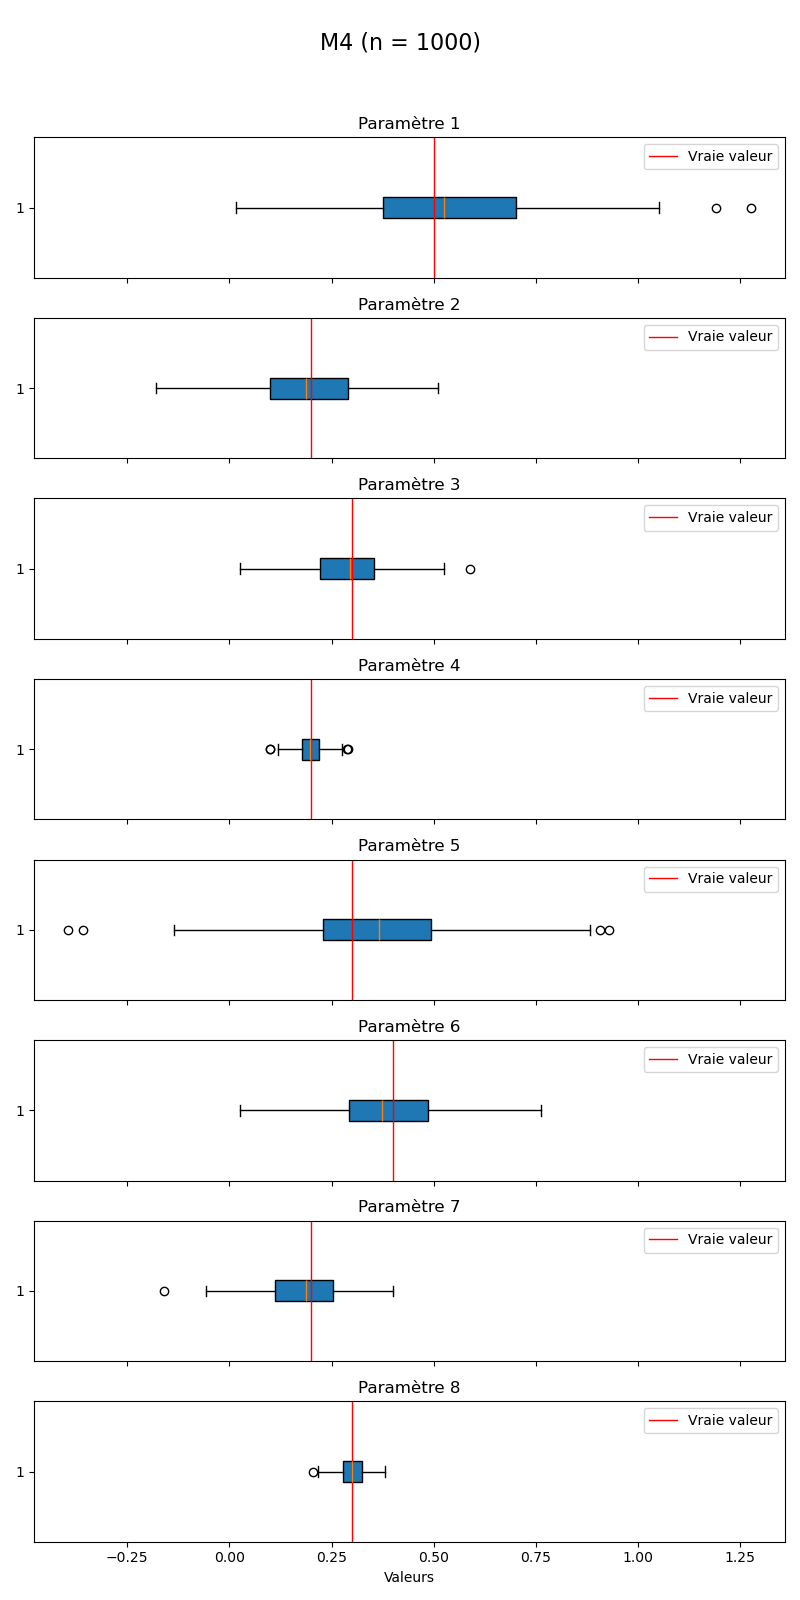 M4 (n = 1000)
Paramètre 1
Vraie valeur
1
Paramètre 2
Vraie valeur
1
Paramètre 3
Vraie valeur
1
Paramètre 4
Vraie valeur
1
Paramètre 5
Vraie valeur
1
Paramètre 6
Vraie valeur
1
Paramètre 7
Vraie valeur
1
Paramètre 8
Vraie valeur
1
−0.25 0.00 0.25 0.50 0.75 1.00 1.25
Valeurs